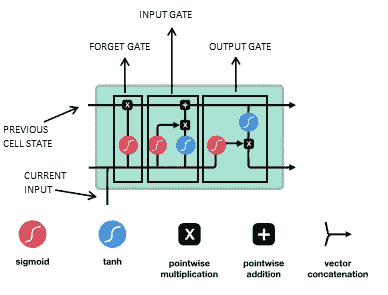 INPUT GATE
FORGET GATE
OUTPUT GATE
PREVIOUS
CELL STATE
CURRENT
INPUT
X
+
X
X
X
+
sigmoid
tanh
pointwise
multiplication
pointwise
addition
vector
concatenation